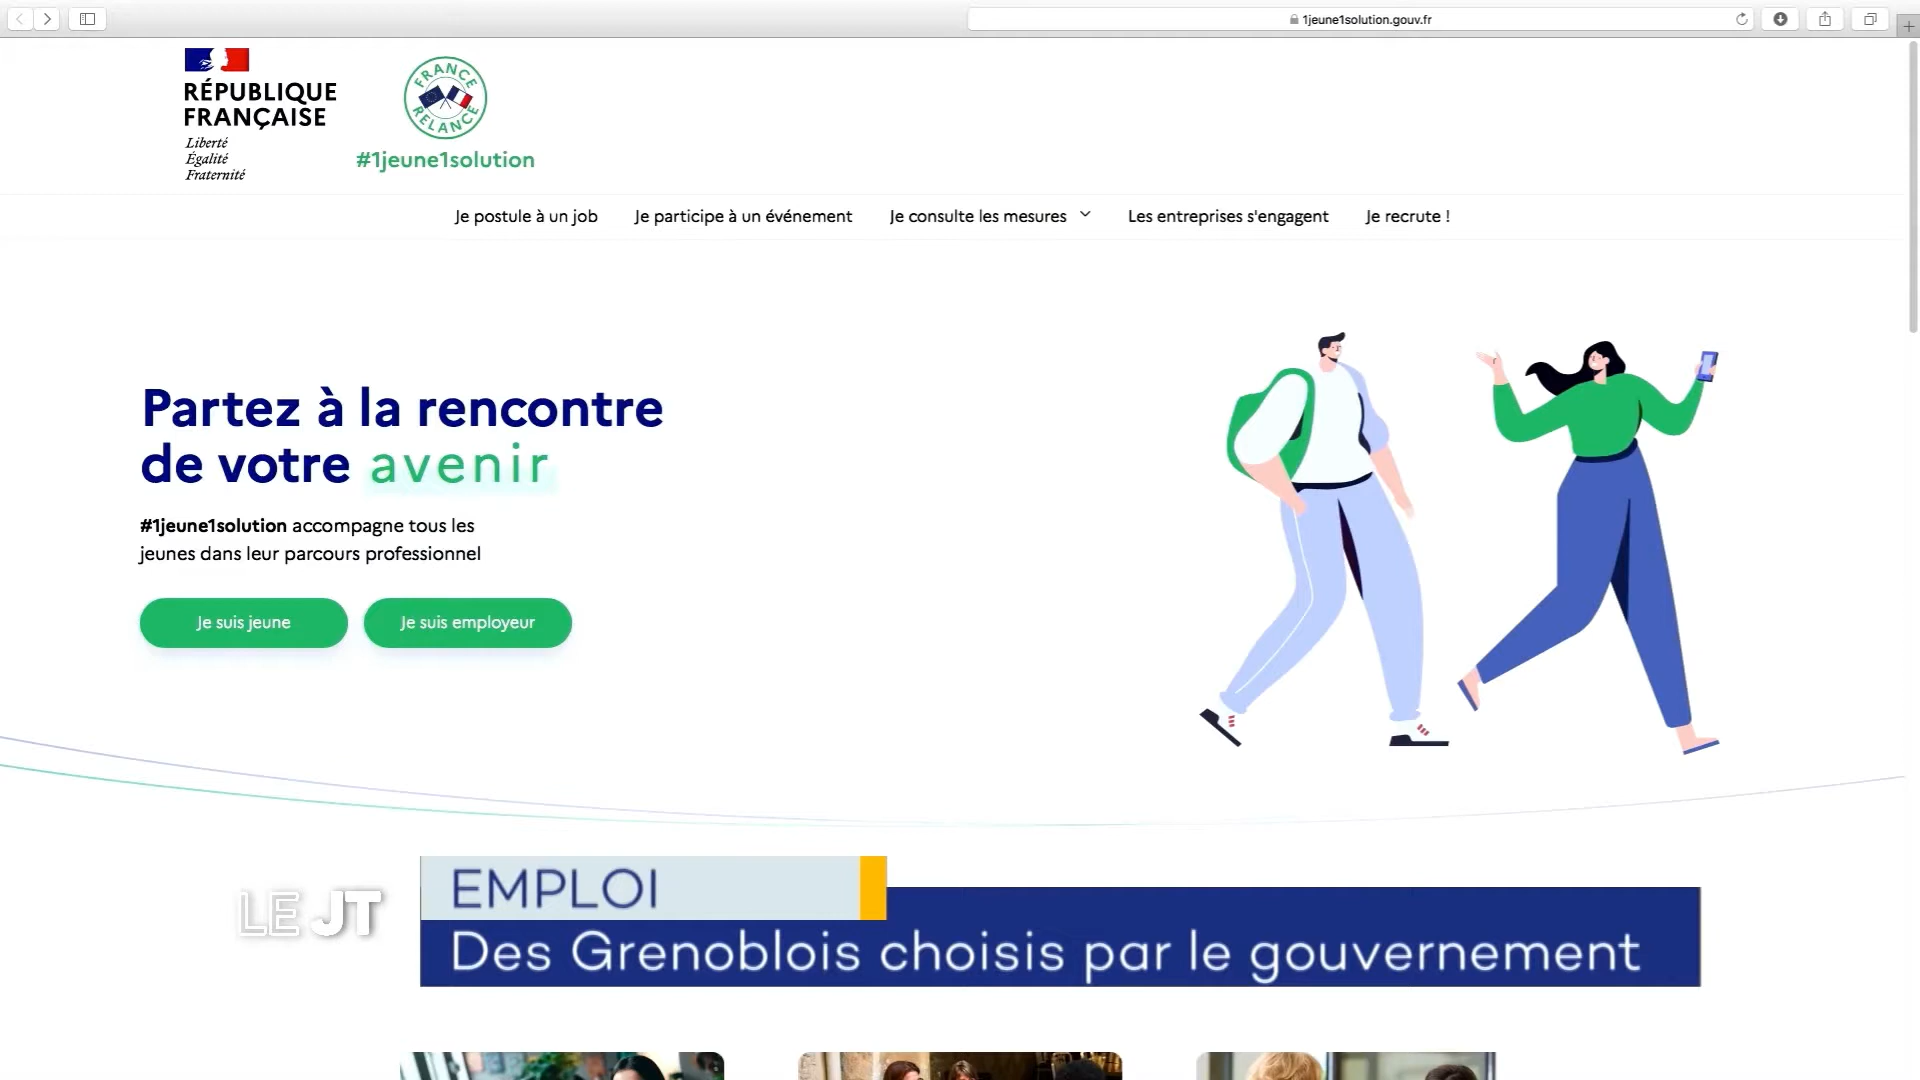 1jeune1solution.gouv.fr
RÉPUBLIQUE
FRANÇAISE
Liberté
Égalité
Fraternité
FRANCE
RELANCE
#1jeune1solution
Je postule à un job
Je participe à un événement
Je consulte les mesures
Les entreprises s'engagent
Je recrute !
Partez à la rencontre
de votre avenir
#1jeune1solution accompagne tous les
jeunes dans leur parcours professionnel
Je suis jeune
Je suis employeur
LE JT
EMPLOI
Des Grenoblois choisis par le gouvernement